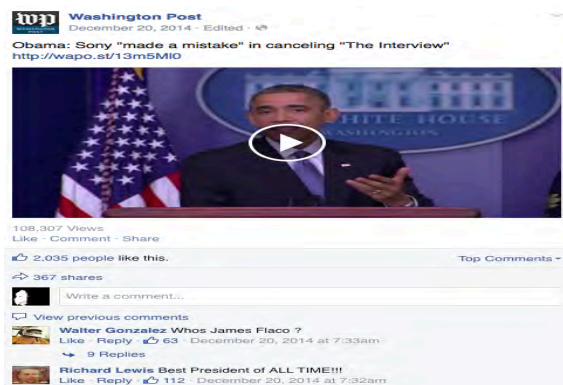 wp
WASHINGTON
POST
Washington Post
December 20, 2014 · Edited ·
Obama: Sony "made a mistake" in canceling "The Interview"
http://wapo.st/13m5Ml0
WHITE HOUSE
WASHINGTON
108,307 Views
Like · Comment · Share
2,035 people like this.
Top Comments
367 shares
Write a comment...
View previous comments
Walter Gonzalez Whos James Flaco ?
Like · Reply · 63 · December 20, 2014 at 7:33am
9 Replies
Richard Lewis Best President of ALL TIME!!!
Like · Reply · 112 · December 20, 2014 at 7:32am